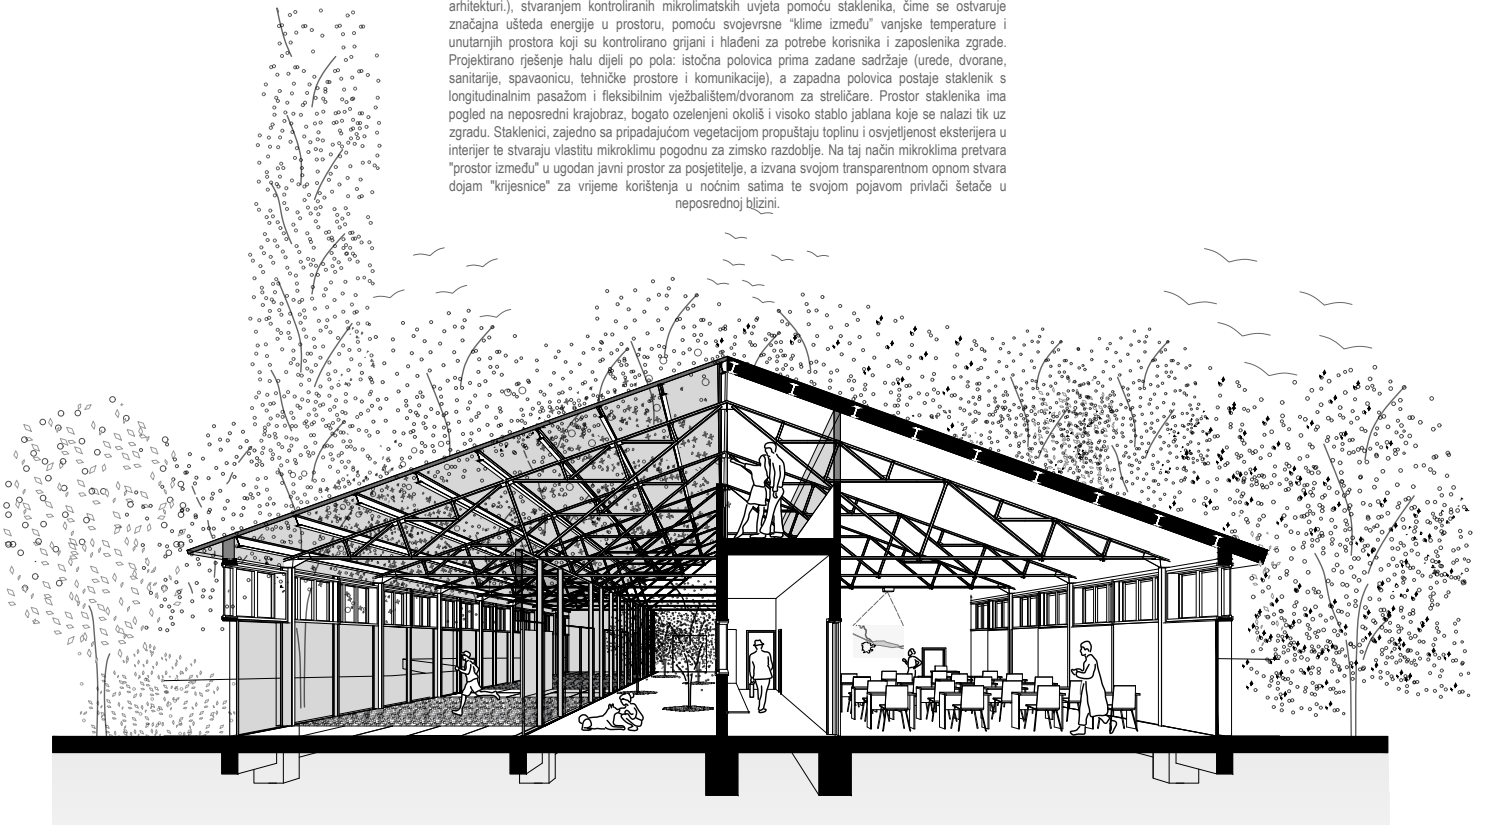 arhitekturi.), stvaranjem kontroliranih mikrolimatskih uvjeta pomoću staklenika, čime se ostvaruje
značajna ušteda energije u prostoru, pomoću svojevrsne “klime između” vanjske temperature i
unutarnjih prostora koji su kontrolirano grijani i hlađeni za potrebe korisnika i zaposlenika zgrade.
Projektirano rješenje halu dijeli po pola: istočna polovica prima zadane sadržaje (urede, dvorane,
sanitarije, spavaonicu, tehničke prostore i komunikacije), a zapadna polovica postaje staklenik s
longitudinalnim pasažom i fleksibilnim vježbalištem/dvoranom za streličare. Prostor staklenika ima
pogled na neposredni krajobraz, bogato ozelenjeni okoliš i visoko stablo jablana koje se nalazi tik uz
zgradu. Staklenici, zajedno sa pripadajućom vegetacijom propuštaju toplinu i osvjetljenost eksterijera u
interijer te stvaraju vlastitu mikroklimu pogodnu za zimsko razdoblje. Na taj način mikroklima pretvara
"prostor između" u ugodan javni prostor za posjetitelje, a izvana svojom transparentnom opnom stvara
dojam "krijesnice" za vrijeme korištenja u noćnim satima te svojom pojavom privlači šetače u
neposrednoj blizini.